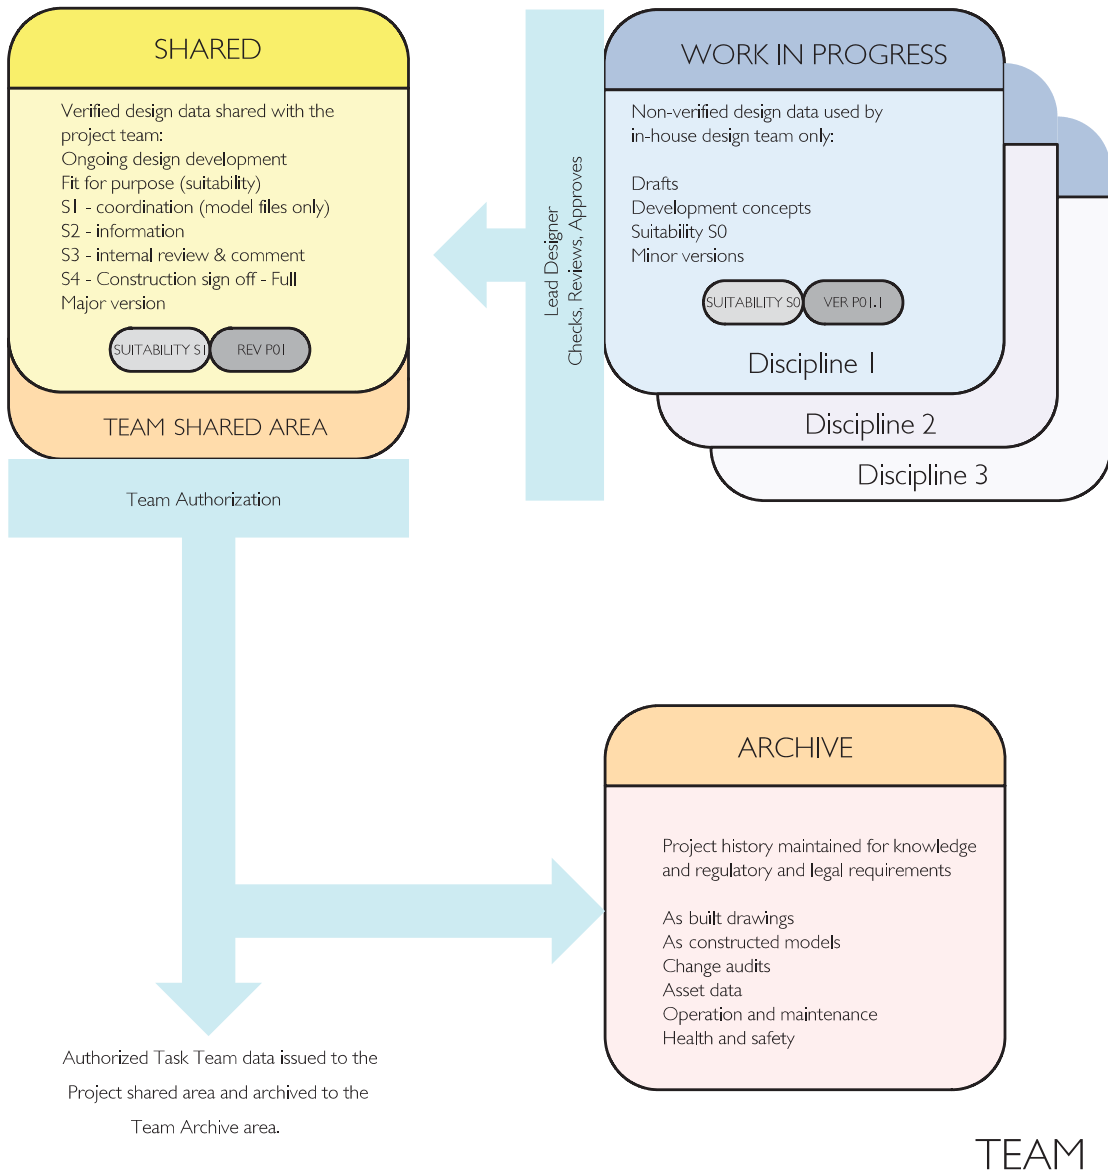 SHARED
Verified design data shared with the
project team:
Ongoing design development
Fit for purpose (suitability)
S1 - coordination (model files only)
S2 - information
S3 - internal review & comment
S4 - Construction sign off - Full
Major version
SUITABILITY S1
REV P01
TEAM SHARED AREA
Team Authorization
Lead Designer
Checks, Reviews, Approves
WORK IN PROGRESS
Non-verified design data used by
in-house design team only:
Drafts
Development concepts
Suitability S0
Minor versions
SUITABILITY S0
VER P01.1
Discipline 1
Discipline 2
Discipline 3
ARCHIVE
Project history maintained for knowledge
and regulatory and legal requirements
As built drawings
As constructed models
Change audits
Asset data
Operation and maintenance
Health and safety
Authorized Task Team data issued to the
Project shared area and archived to the
Team Archive area.
TEAM